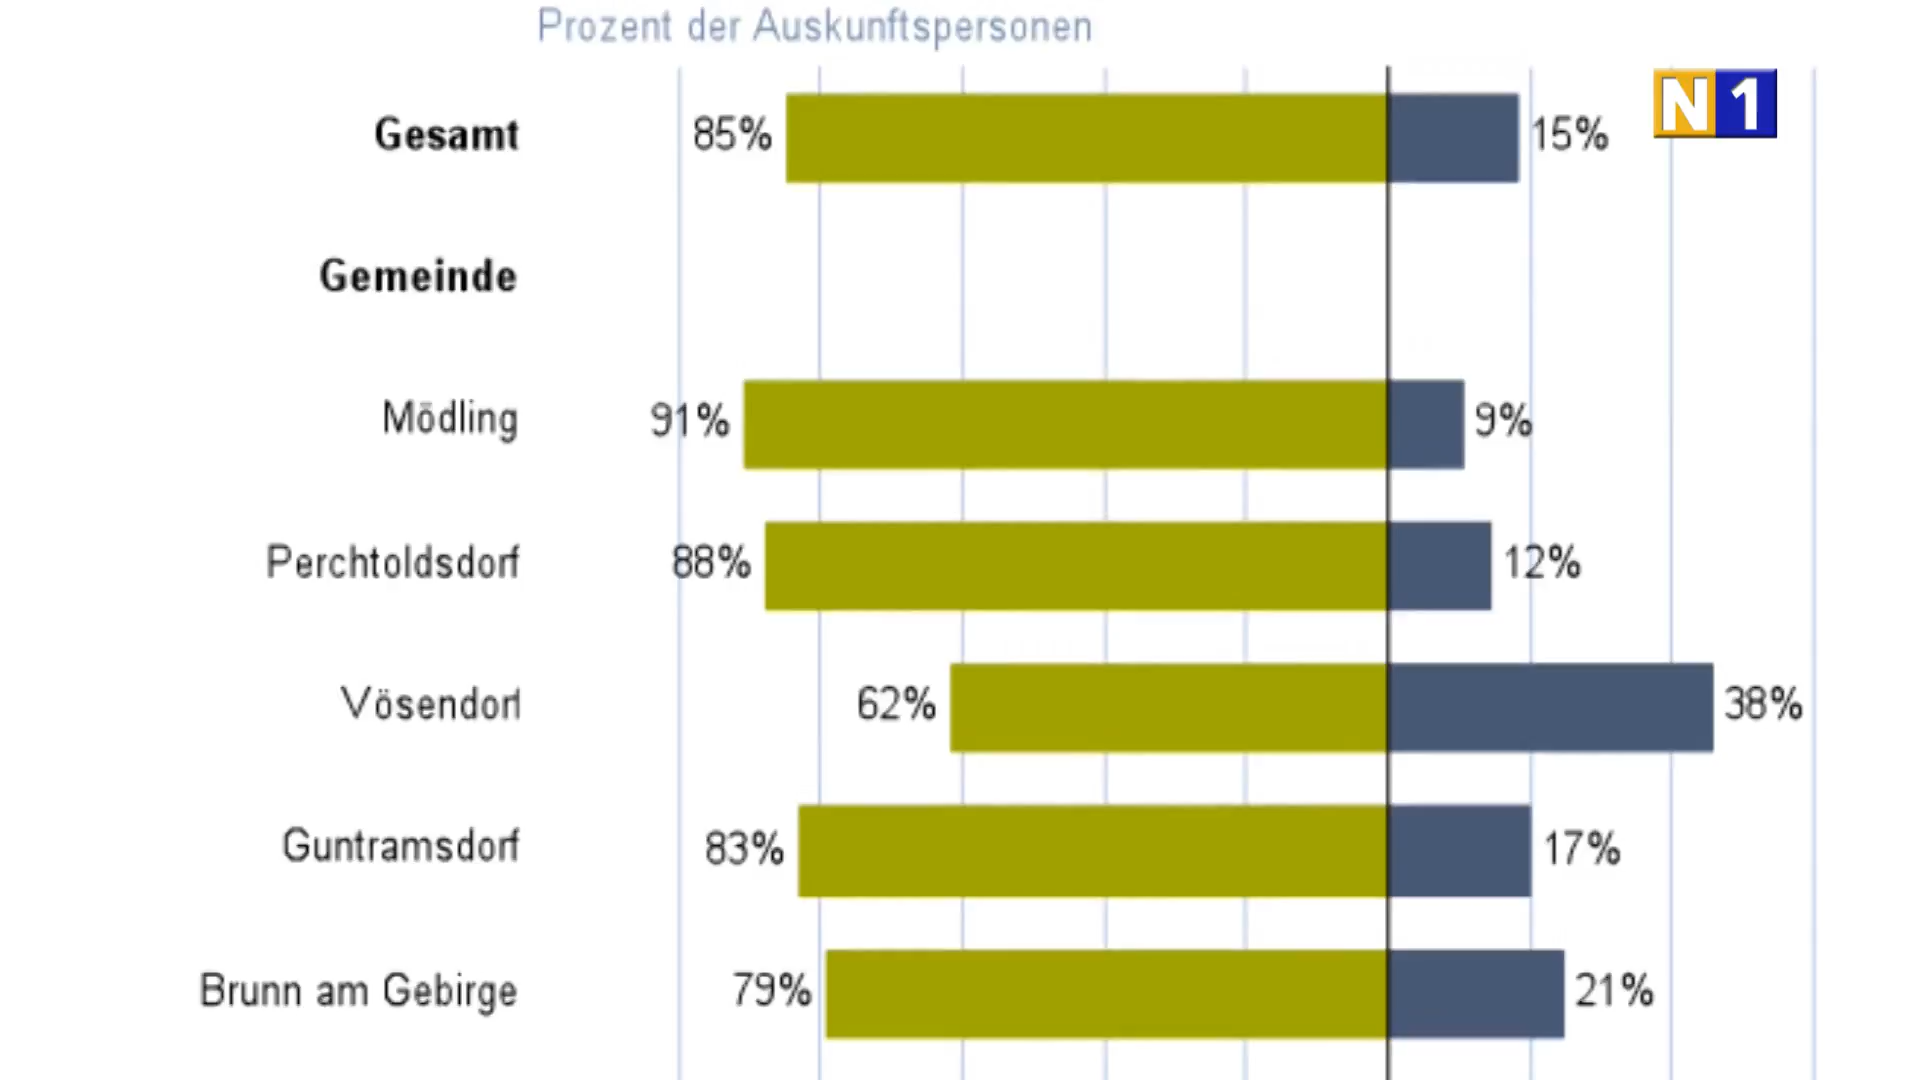 Prozent der Auskunftspersonen
N1
Gesamt 85% 15%
Gemeinde
Mödling 91% 9%
Perchtoldsdorf 88% 12%
Vösendorf 62% 38%
Guntramsdorf 83% 17%
Brunn am Gebirge 79% 21%